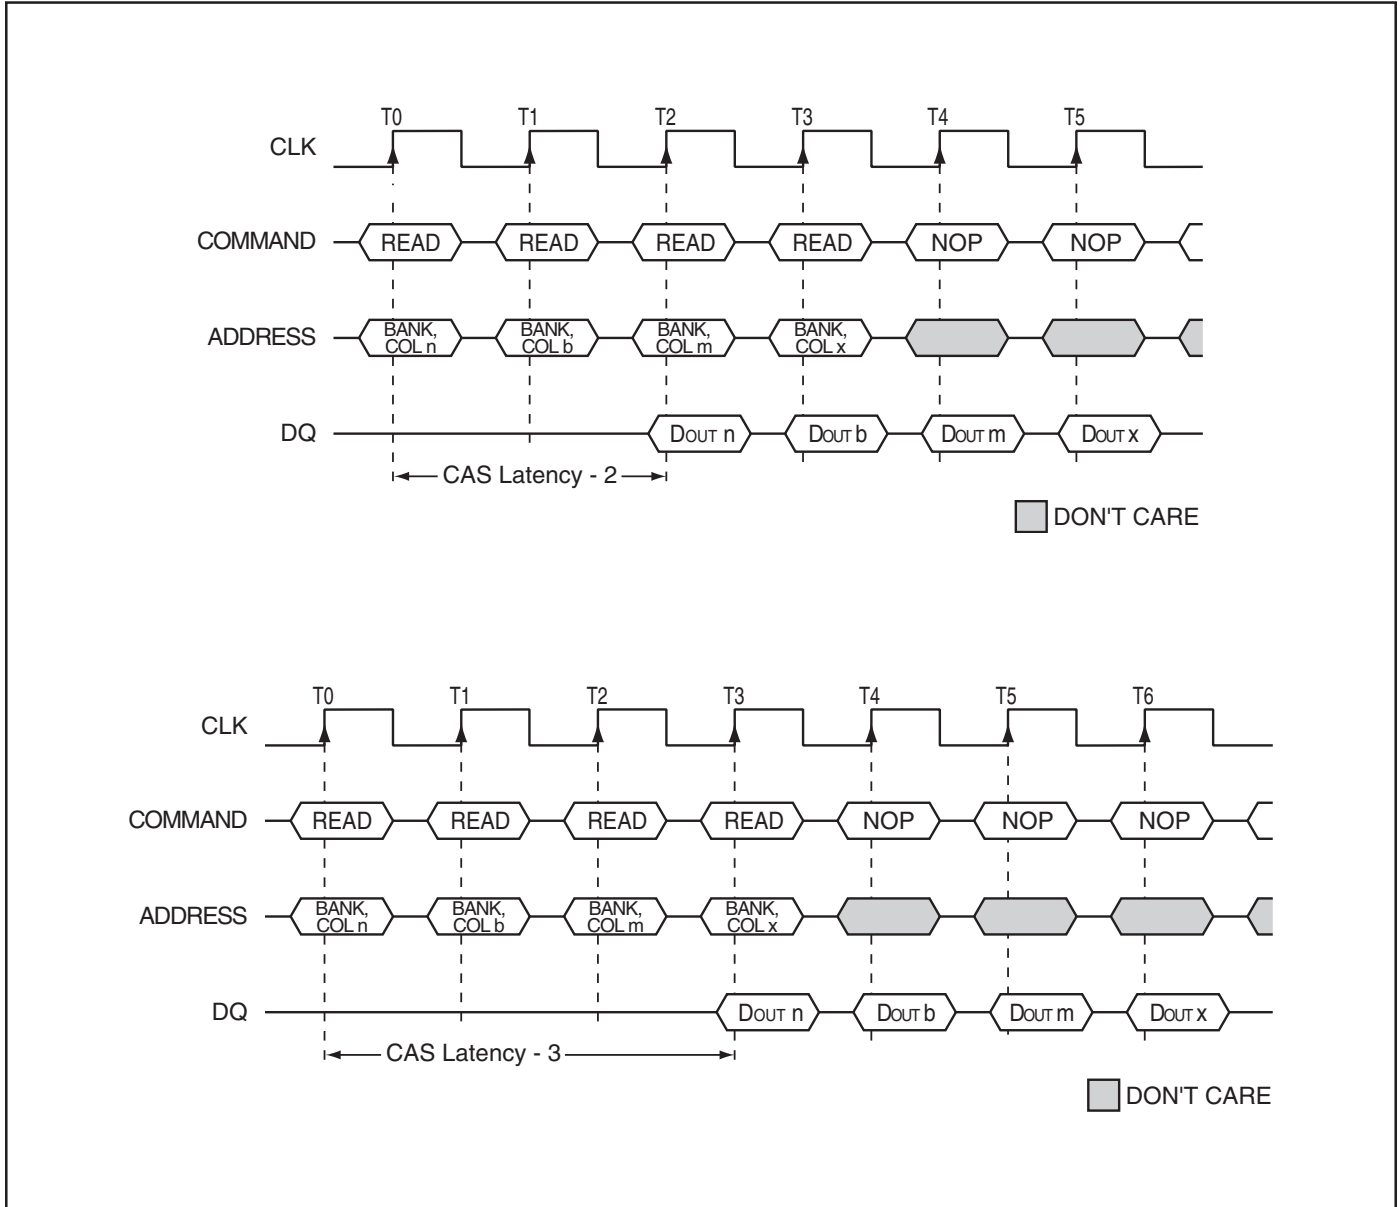 T0 T1 T2 T3 T4 T5
CLK
COMMAND READ READ READ READ NOP NOP
ADDRESS BANK, BANK, BANK, BANK,
COL n COL b COL m COL x
DQ DOUT n DOUT b DOUT m DOUT x
CAS Latency - 2
DON'T CARE
T0 T1 T2 T3 T4 T5 T6
CLK
COMMAND READ READ READ READ NOP NOP NOP
ADDRESS BANK, BANK, BANK, BANK,
COL n COL b COL m COL x
DQ DOUT n DOUT b DOUT m DOUT x
CAS Latency - 3
DON'T CARE